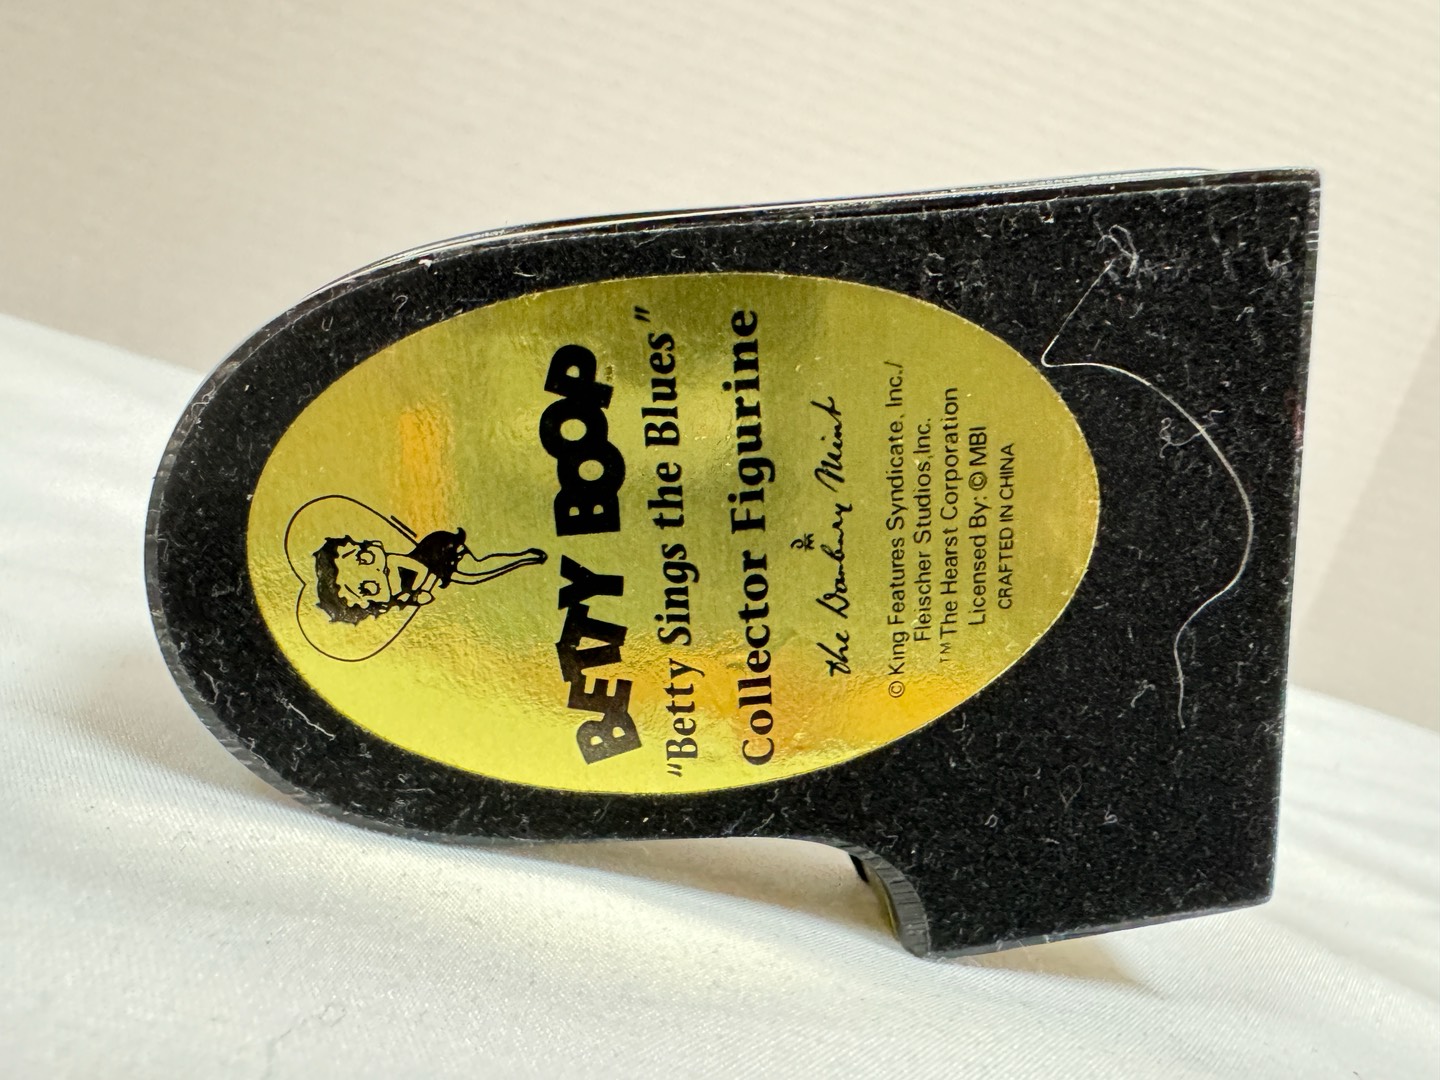 BETTY BOOP™
"Betty Sings the Blues"
Collector Figurine
The Danbury Mint
© King Features Syndicate, Inc./
Fleischer Studios, Inc.
™ The Hearst Corporation
Licensed By: © MBI
CRAFTED IN CHINA